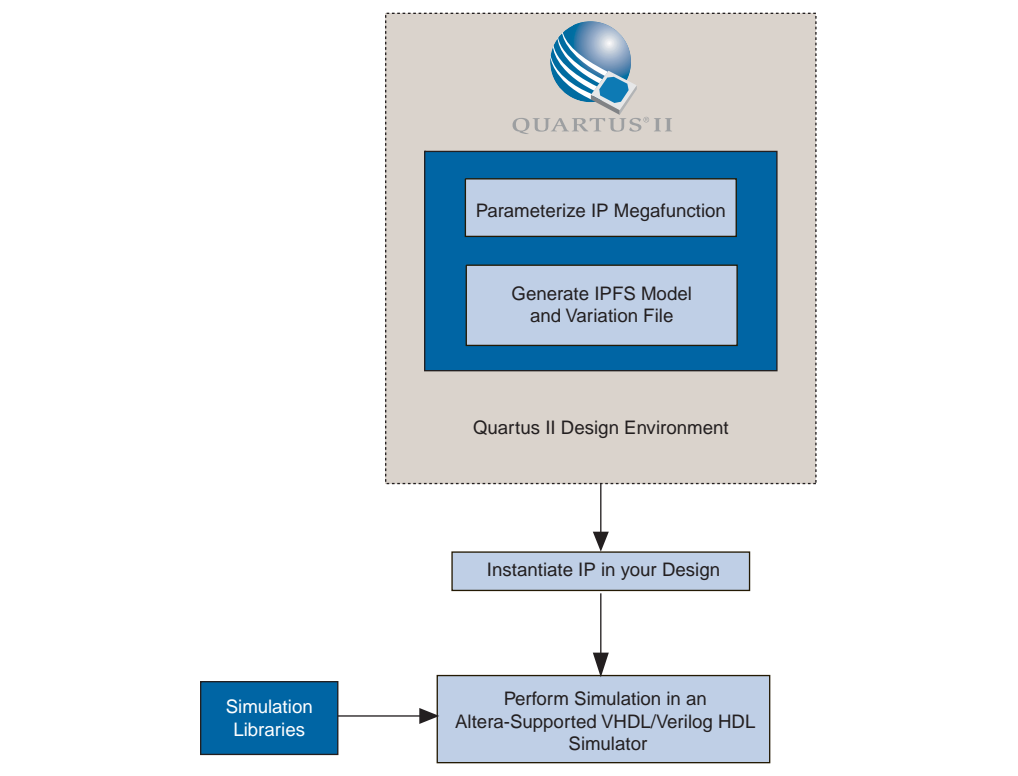 QUARTUS®II
Parameterize IP Megafunction
Generate IPFS Model
and Variation File
Quartus II Design Environment
Instantiate IP in your Design
Simulation
Libraries
Perform Simulation in an
Altera-Supported VHDL/Verilog HDL
Simulator